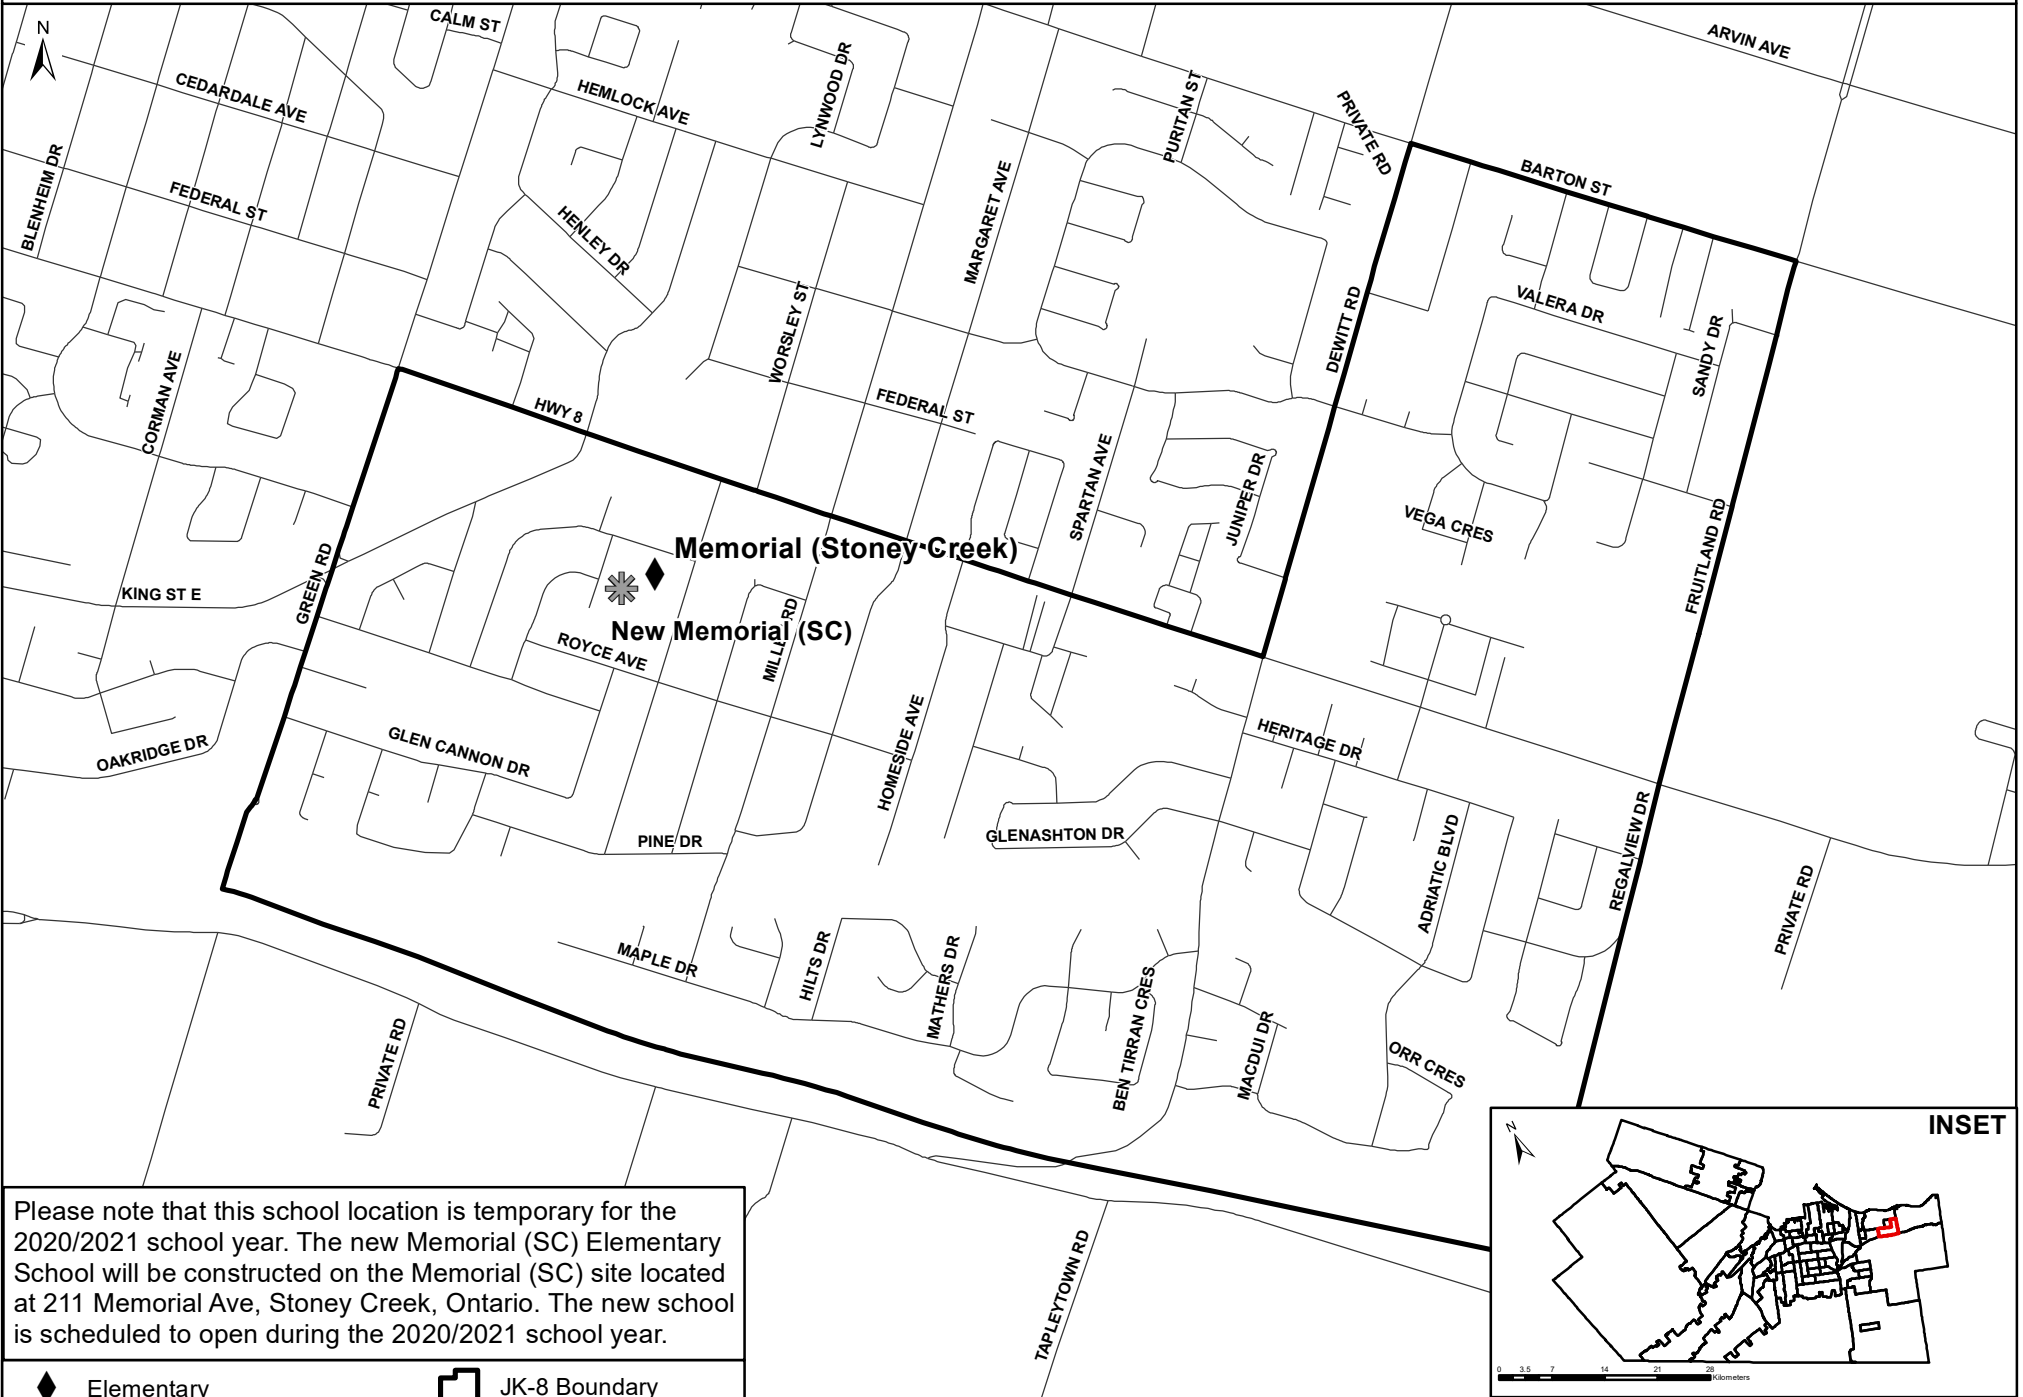 N
CALM ST
ARVIN AVE
CEDARDALE AVE
HEMLOCK AVE
LYNWOOD DR
PURITAN ST
PRIVATE RD
BLENHEIM DR
FEDERAL ST
HENLEY DR
MARGARET AVE
BARTON ST
WORSLEY ST
DEWITT RD
VALERA DR
SANDY DR
CORMAN AVE
HWY 8
FEDERAL ST
SPARTAN AVE
JUNIPER DR
VEGA CRES
FRUITLAND RD
Memorial (Stoney Creek)
KING ST E
GREEN RD
New Memorial (SC)
ROYCE AVE
RD
HOMESIDE AVE
HERITAGE DR
OAKRIDGE DR
GLEN CANNON DR
PINE DR
GLENASHTON DR
ADRIATIC BLVD
REGALVIEW DR
PRIVATE RD
MAPLE DR
HILTS DR
MATHERS DR
BEN TIRRAN CRES
MACDUI DR
ORR CRES
PRIVATE RD
TAPLEYTOWN RD
INSET
N
0 3.5 7 14 21 28
Kilometers
Please note that this school location is temporary for the
2020/2021 school year. The new Memorial (SC) Elementary
School will be constructed on the Memorial (SC) site located
at 211 Memorial Ave, Stoney Creek, Ontario. The new school
is scheduled to open during the 2020/2021 school year.
Elementary
JK-8 Boundary